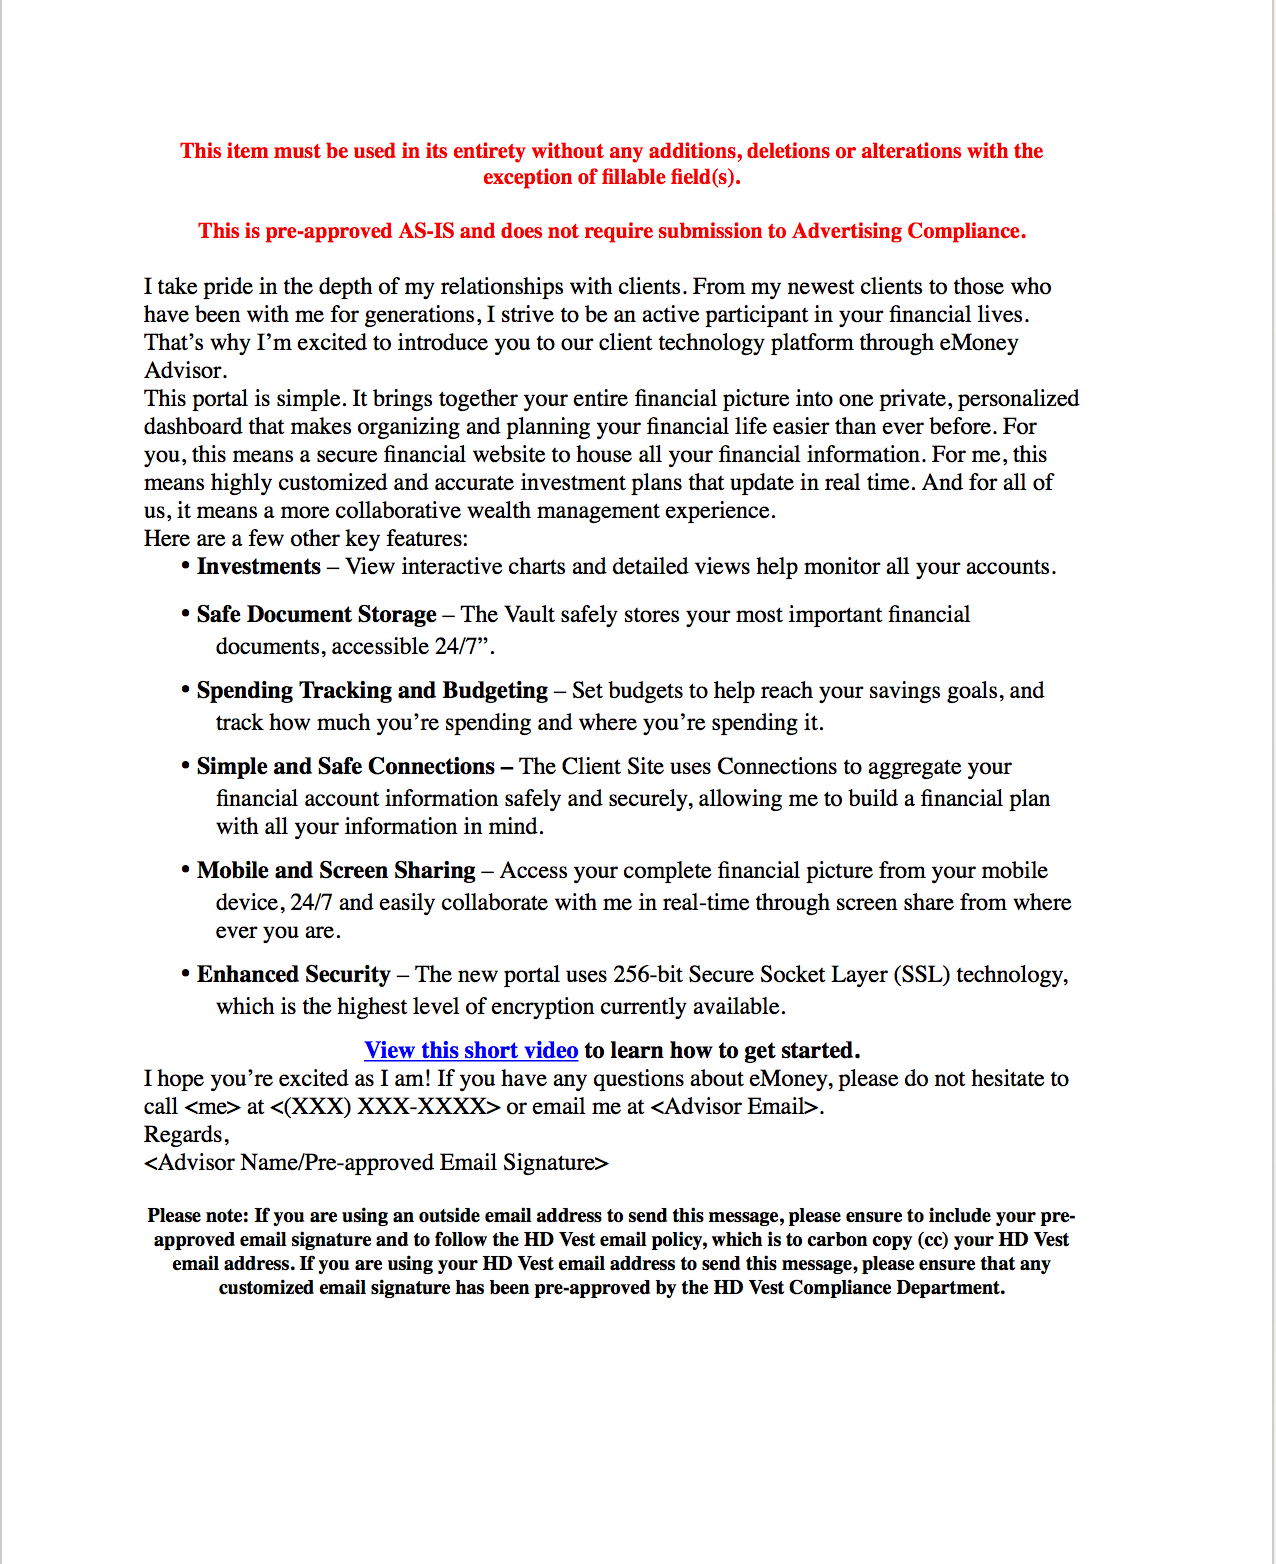 This item must be used in its entirety without any additions, deletions or alterations with the
exception of fillable field(s).
This is pre-approved AS-IS and does not require submission to Advertising Compliance.
I take pride in the depth of my relationships with clients. From my newest clients to those who
have been with me for generations, I strive to be an active participant in your financial lives.
That’s why I’m excited to introduce you to our client technology platform through eMoney
Advisor.
This portal is simple. It brings together your entire financial picture into one private, personalized
dashboard that makes organizing and planning your financial life easier than ever before. For
you, this means a secure financial website to house all your financial information. For me, this
means highly customized and accurate investment plans that update in real time. And for all of
us, it means a more collaborative wealth management experience.
Here are a few other key features:
• Investments – View interactive charts and detailed views help monitor all your accounts.
• Safe Document Storage – The Vault safely stores your most important financial
documents, accessible 24/7”.
• Spending Tracking and Budgeting – Set budgets to help reach your savings goals, and
track how much you’re spending and where you’re spending it.
• Simple and Safe Connections – The Client Site uses Connections to aggregate your
financial account information safely and securely, allowing me to build a financial plan
with all your information in mind.
• Mobile and Screen Sharing – Access your complete financial picture from your mobile
device, 24/7 and easily collaborate with me in real-time through screen share from where
ever you are.
• Enhanced Security – The new portal uses 256-bit Secure Socket Layer (SSL) technology,
which is the highest level of encryption currently available.
View this short video to learn how to get started.
I hope you’re excited as I am! If you have any questions about eMoney, please do not hesitate to
call <me> at <(XXX) XXX-XXXX> or email me at <Advisor Email>.
Regards,
<Advisor Name/Pre-approved Email Signature>
Please note: If you are using an outside email address to send this message, please ensure to include your pre-
approved email signature and to follow the HD Vest email policy, which is to carbon copy (cc) your HD Vest
email address. If you are using your HD Vest email address to send this message, please ensure that any
customized email signature has been pre-approved by the HD Vest Compliance Department.